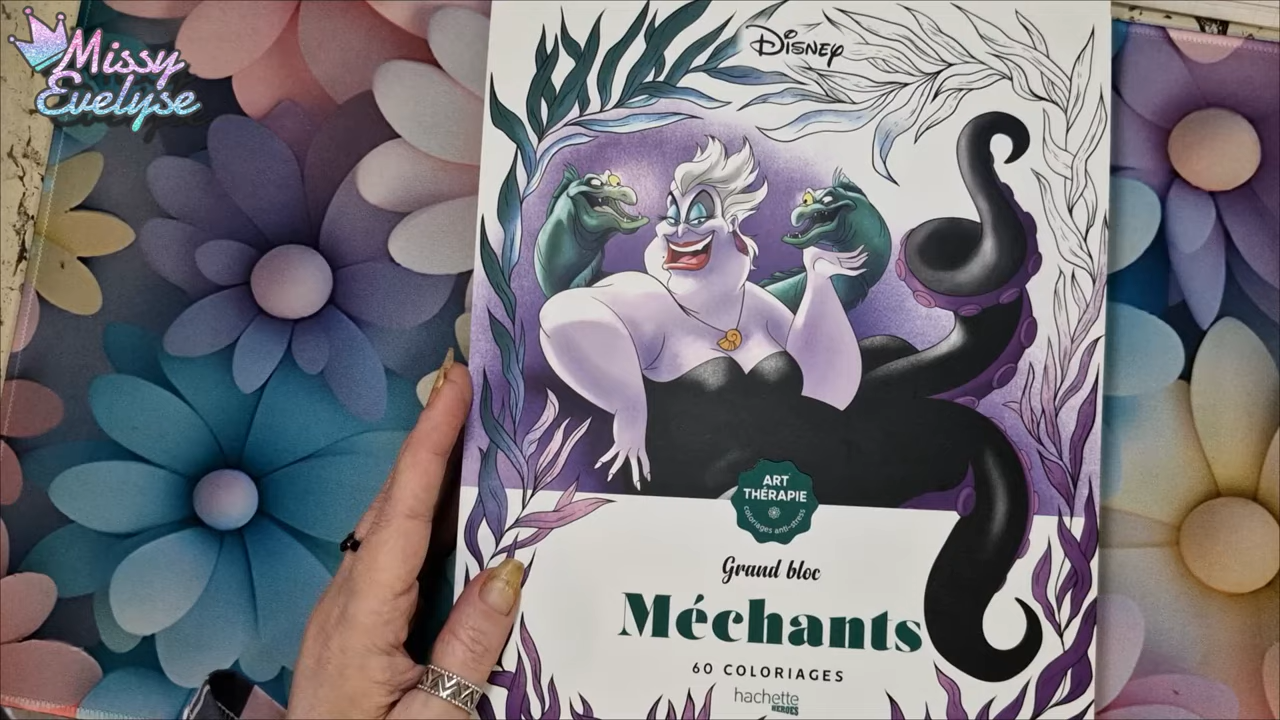 Missy
Evelyse
Disney
ART
THÉRAPIE
coloriages anti-stress
Grand bloc
Méchants
60 COLORIAGES
hachette
HEROES